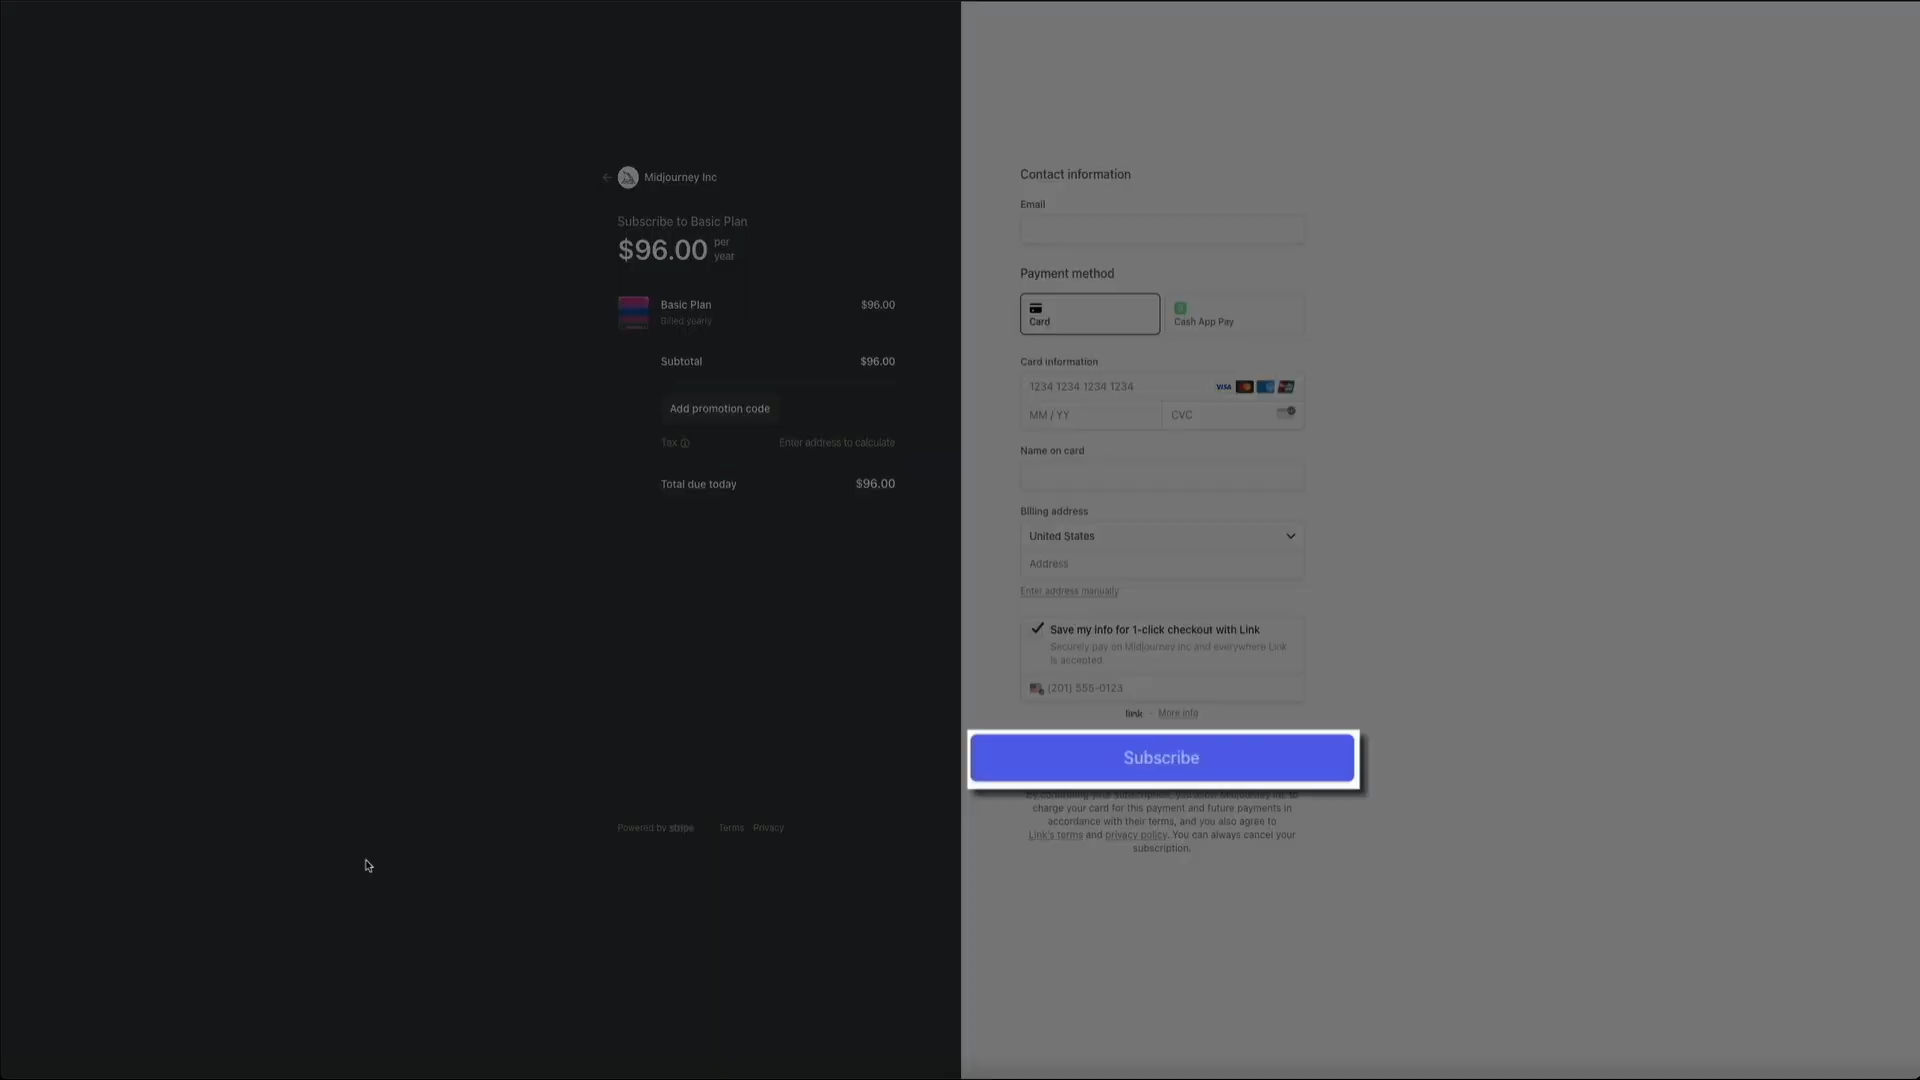 Midjourney Inc
Subscribe to Basic Plan
$96.00 per
year
Basic Plan $96.00
Billed yearly
Subtotal $96.00
Add promotion code
Tax Enter address to calculate
Total due today $96.00
Powered by stripe Terms Privacy
Contact information
Email
Payment method
Card
Cash App Pay
Card information
1234 1234 1234 1234 VISA
MM / YY CVC
Name on card
Billing address
United States
Address
Enter address manually
Save my info for 1-click checkout with Link
Securely pay on Midjourney Inc and everywhere Link
is accepted.
(201) 555-0123
link · More info
Subscribe
charge your card for this payment and future payments in
accordance with their terms, and you also agree to
Link's terms and privacy policy. You can always cancel your
subscription.